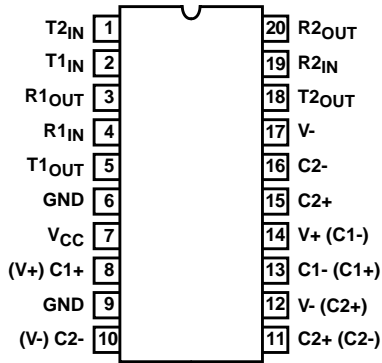 T2IN 1 20 R2OUT
T1IN 2 19 R2IN
R1OUT 3 18 T2OUT
R1IN 4 17 V-
T1OUT 5 16 C2-
GND 6 15 C2+
VCC 7 14 V+ (C1-)
(V+) C1+ 8 13 C1- (C1+)
GND 9 12 V- (C2+)
(V-) C2- 10 11 C2+ (C2-)